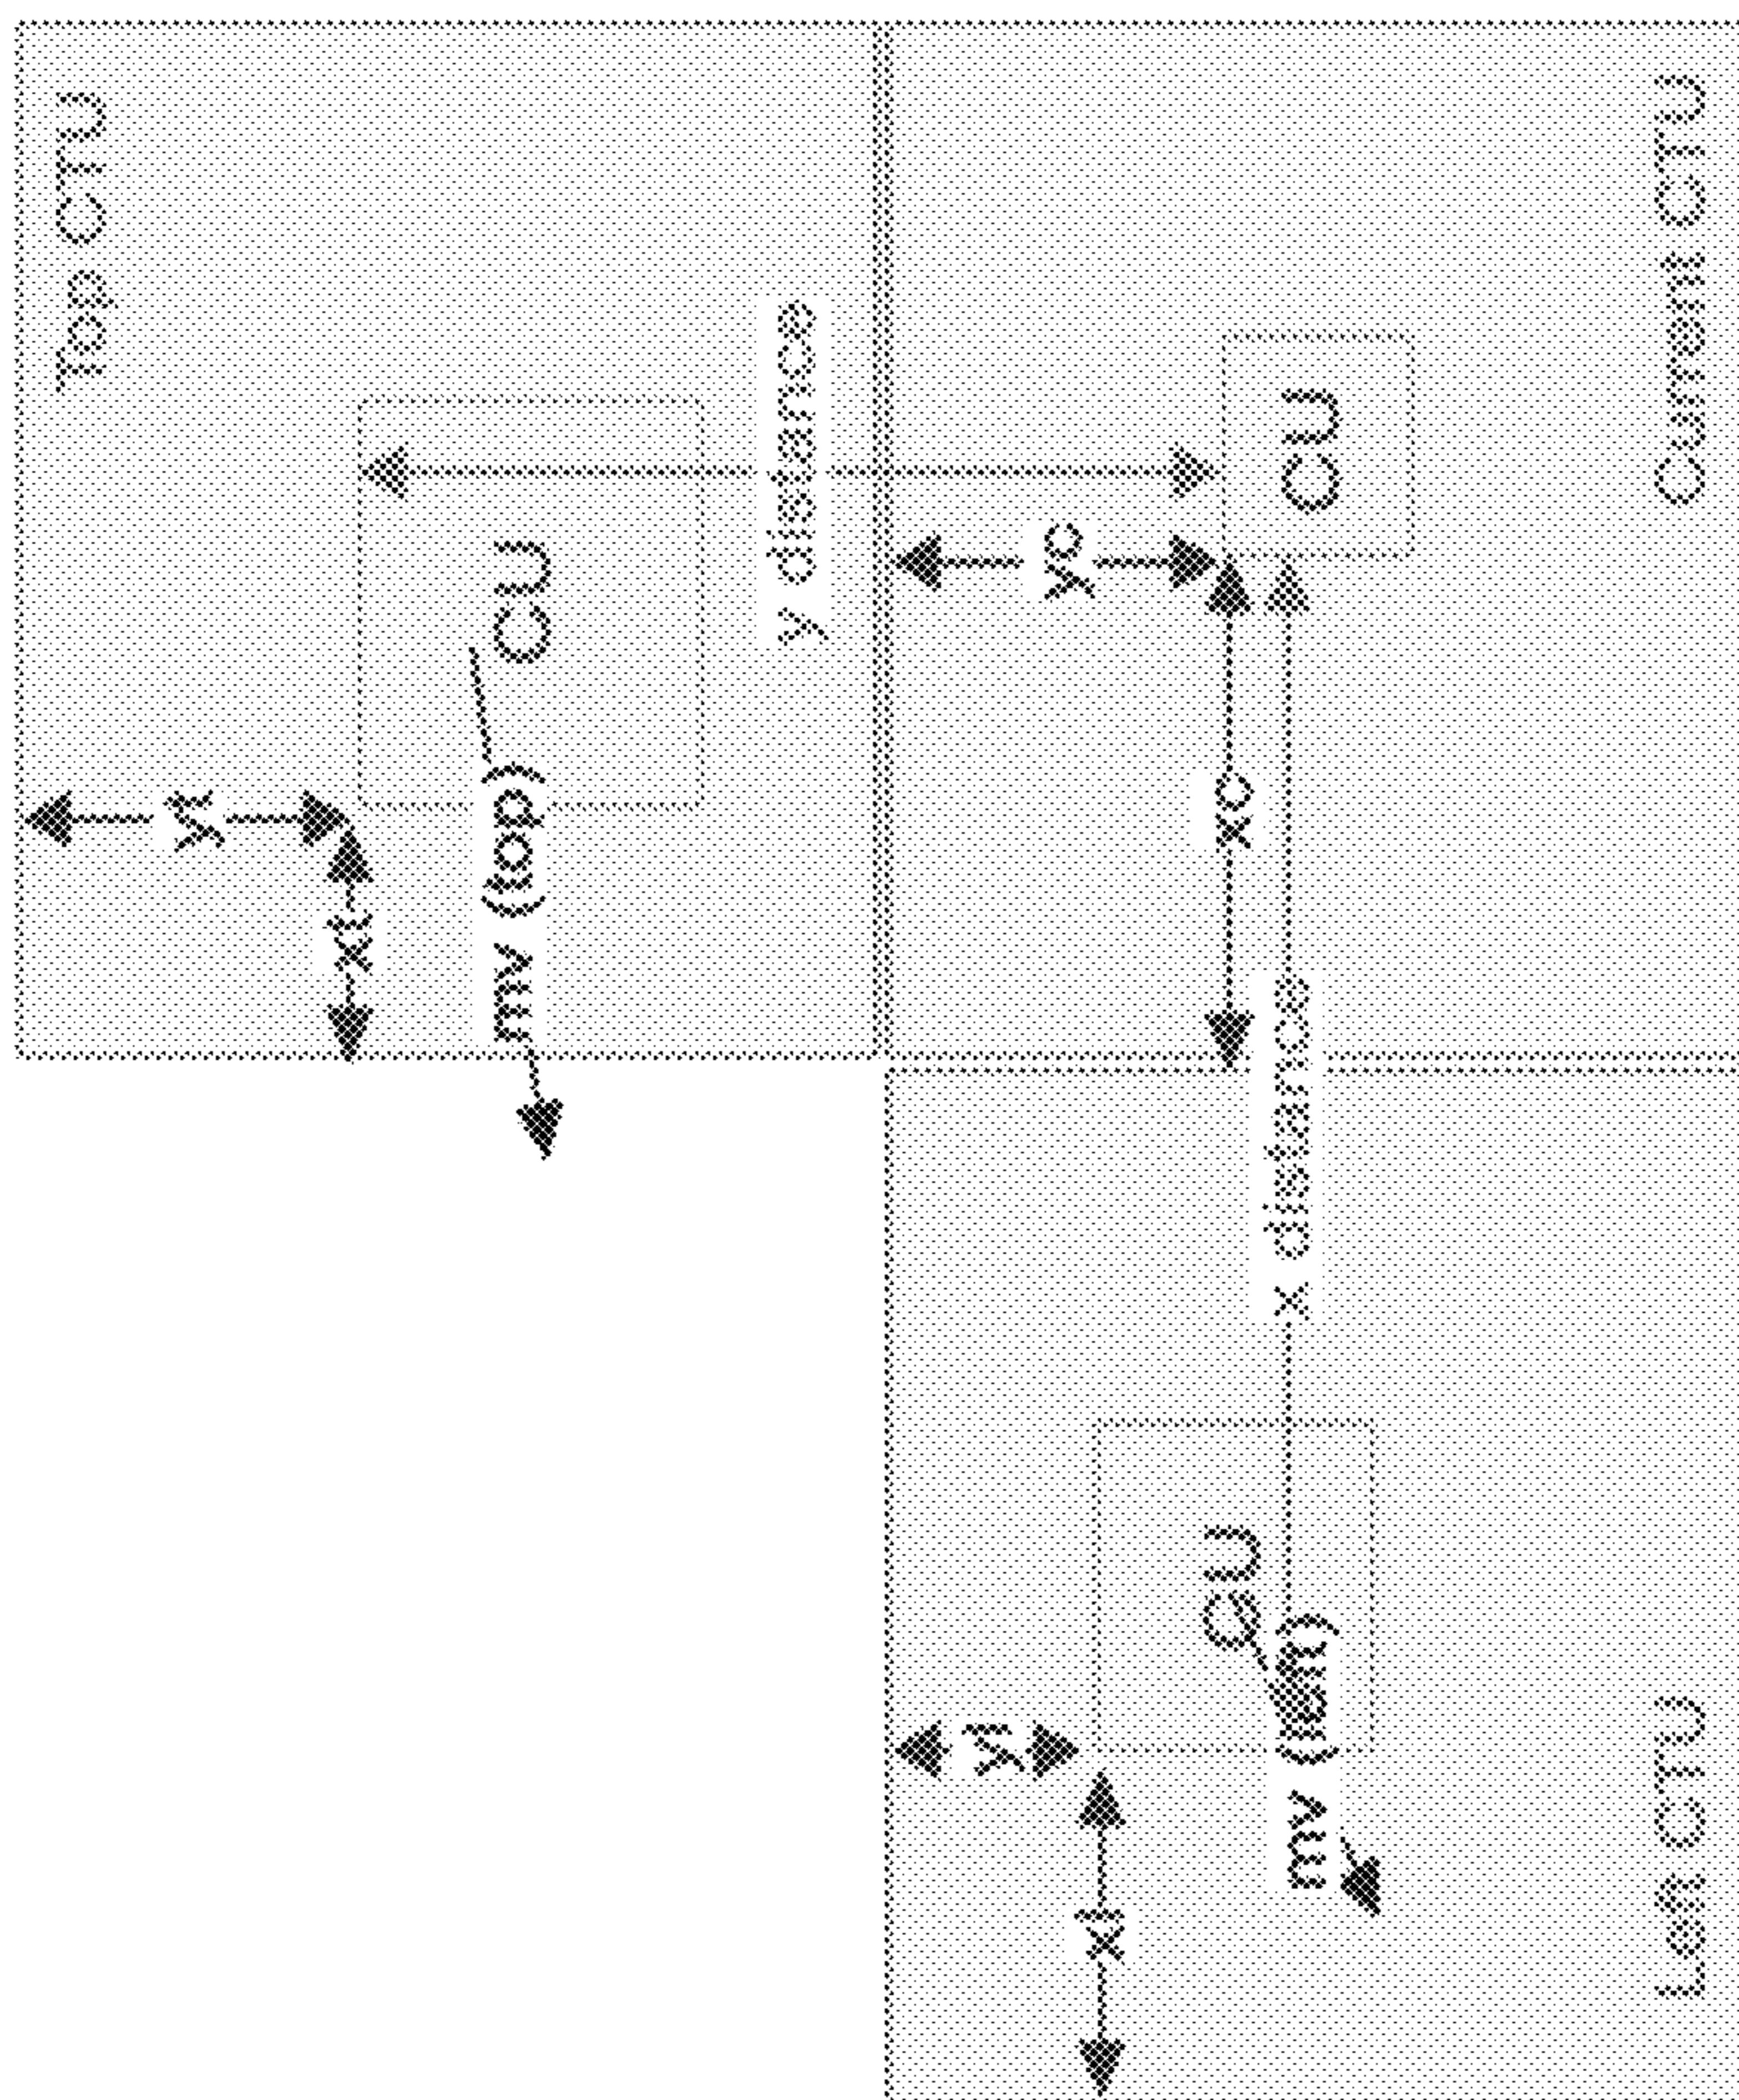 Top CTU
yt
xt
CU
mv (top)
y distance
yc
xc
CU
x distance
yl
xl
CU
mv (left)
Left CTU
Current CTU